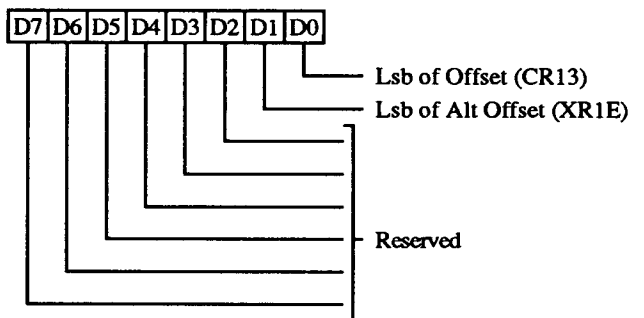 D7 D6 D5 D4 D3 D2 D1 D0
Lsb of Offset (CR13)
Lsb of Alt Offset (XR1E)
Reserved